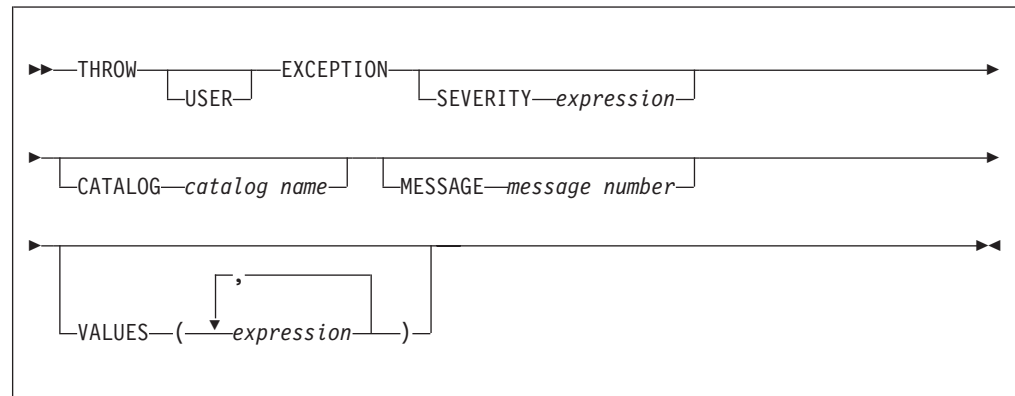 THROW EXCEPTION
USER SEVERITY expression
CATALOG catalog name MESSAGE message number
,
VALUES ( expression )